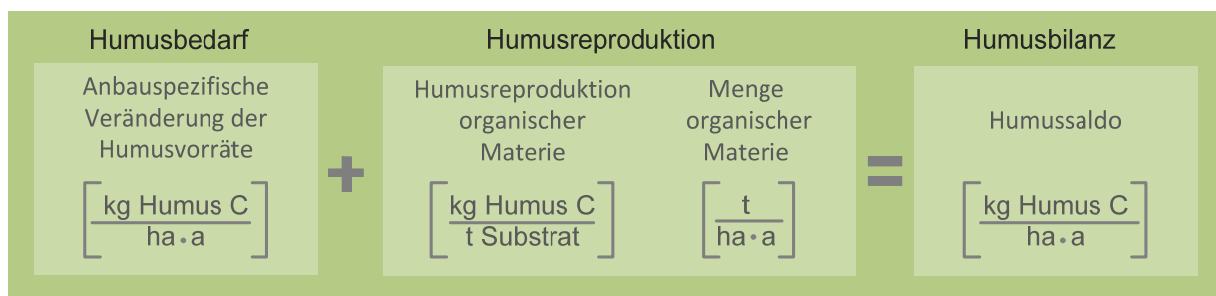 Humusbedarf
Anbauspezifische
Veränderung der
Humusvorräte
kg Humus C
ha • a
+
Humusreproduktion
Humusreproduktion
organischer
Materie
kg Humus C
t Substrat
Menge
organischer
Materie
t
ha • a
=
Humusbilanz
Humussaldo
kg Humus C
ha • a